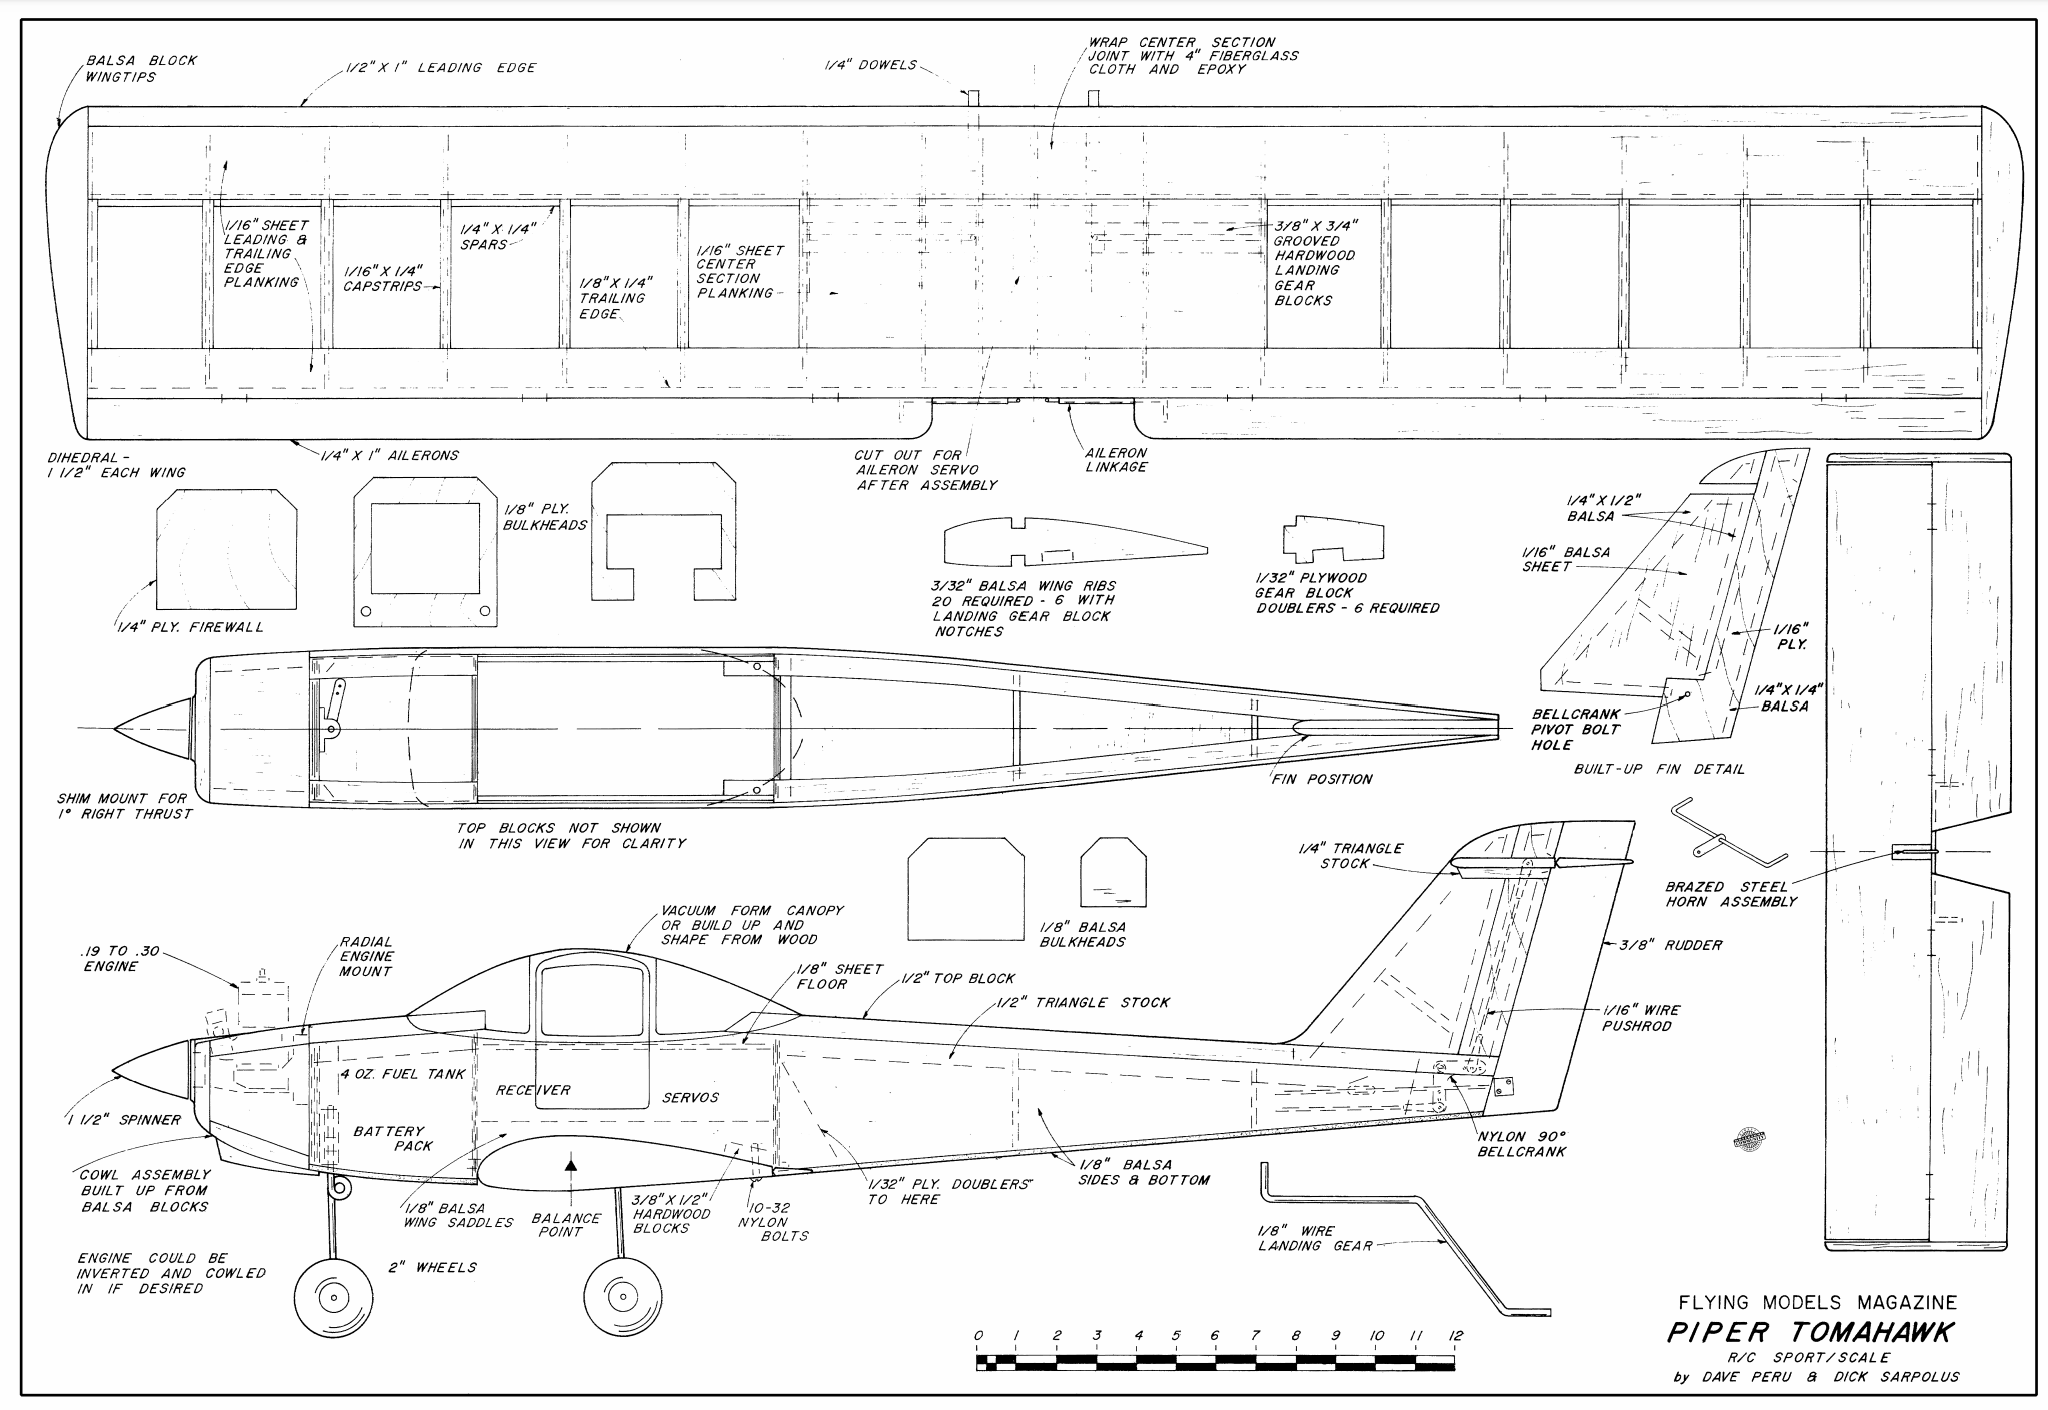 BALSA BLOCK
WINGTIPS
1/2" X 1" LEADING EDGE
1/4" DOWELS
WRAP CENTER SECTION
JOINT WITH 4" FIBERGLASS
CLOTH AND EPOXY
1/16" SHEET
LEADING &
TRAILING
EDGE
PLANKING
1/16" X 1/4"
CAPSTRIPS
1/4" X 1/4"
SPARS
1/8" X 1/4"
TRAILING
EDGE
1/16" SHEET
CENTER
SECTION
PLANKING
3/8" X 3/4"
GROOVED
HARDWOOD
LANDING
GEAR
BLOCKS
DIHEDRAL -
1 1/2" EACH WING
1/4" X 1" AILERONS
CUT OUT FOR
AILERON SERVO
AFTER ASSEMBLY
AILERON
LINKAGE
1/4" PLY. FIREWALL
1/8" PLY.
BULKHEADS
3/32" BALSA WING RIBS
20 REQUIRED - 6 WITH
LANDING GEAR BLOCK
NOTCHES
1/32" PLYWOOD
GEAR BLOCK
DOUBLERS - 6 REQUIRED
1/4" X 1/2"
BALSA
1/16" BALSA
SHEET
1/16"
PLY.
1/4" X 1/4"
BALSA
BELLCRANK
PIVOT BOLT
HOLE
BUILT-UP FIN DETAIL
SHIM MOUNT FOR
1° RIGHT THRUST
FIN POSITION
TOP BLOCKS NOT SHOWN
IN THIS VIEW FOR CLARITY
1/8" BALSA
BULKHEADS
1/4" TRIANGLE
STOCK
BRAZED STEEL
HORN ASSEMBLY
3/8" RUDDER
1/16" WIRE
PUSHROD
.19 TO .30
ENGINE
RADIAL
ENGINE
MOUNT
VACUUM FORM CANOPY
OR BUILD UP AND
SHAPE FROM WOOD
1/8" SHEET
FLOOR
1/2" TOP BLOCK
1/2" TRIANGLE STOCK
4 OZ. FUEL TANK
RECEIVER
SERVOS
BATTERY
PACK
1 1/2" SPINNER
COWL ASSEMBLY
BUILT UP FROM
BALSA BLOCKS
1/8" BALSA
WING SADDLES
BALANCE
POINT
3/8" X 1/2"
HARDWOOD
BLOCKS
10-32
NYLON
BOLTS
1/32" PLY. DOUBLERS
TO HERE
1/8" BALSA
SIDES & BOTTOM
NYLON 90°
BELLCRANK
ENGINE COULD BE
INVERTED AND COWLED
IN IF DESIRED
2" WHEELS
1/8" WIRE
LANDING GEAR
0 1 2 3 4 5 6 7 8 9 10 11 12
FLYING MODELS MAGAZINE
PIPER TOMAHAWK
R/C SPORT/SCALE
by DAVE PERU & DICK SARPOLUS